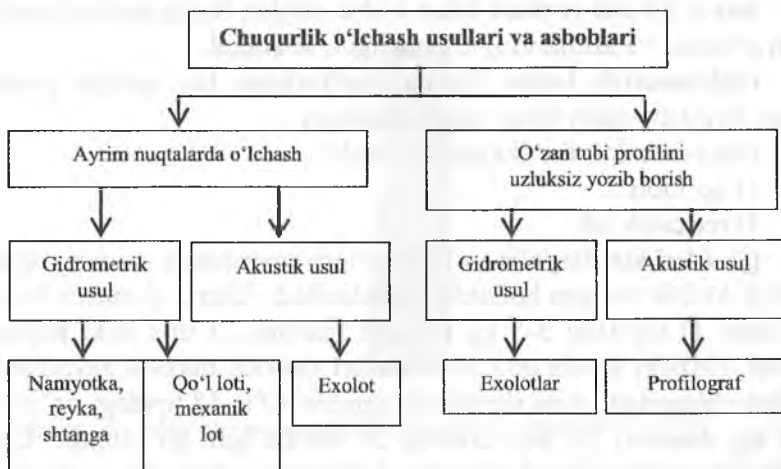 Chuqurlik o‘lchash usullari va asboblari
Ayrim nuqtalarda o‘lchash
O‘zan tubi profilini
uzluksiz yozib borish
Gidrometrik
usul
Akustik usul
Gidrometrik
usul
Akustik usul
Namyotka,
reyka,
shtanga
Qo‘l loti,
mexanik
lot
Exolot
Exolotlar
Profilograf